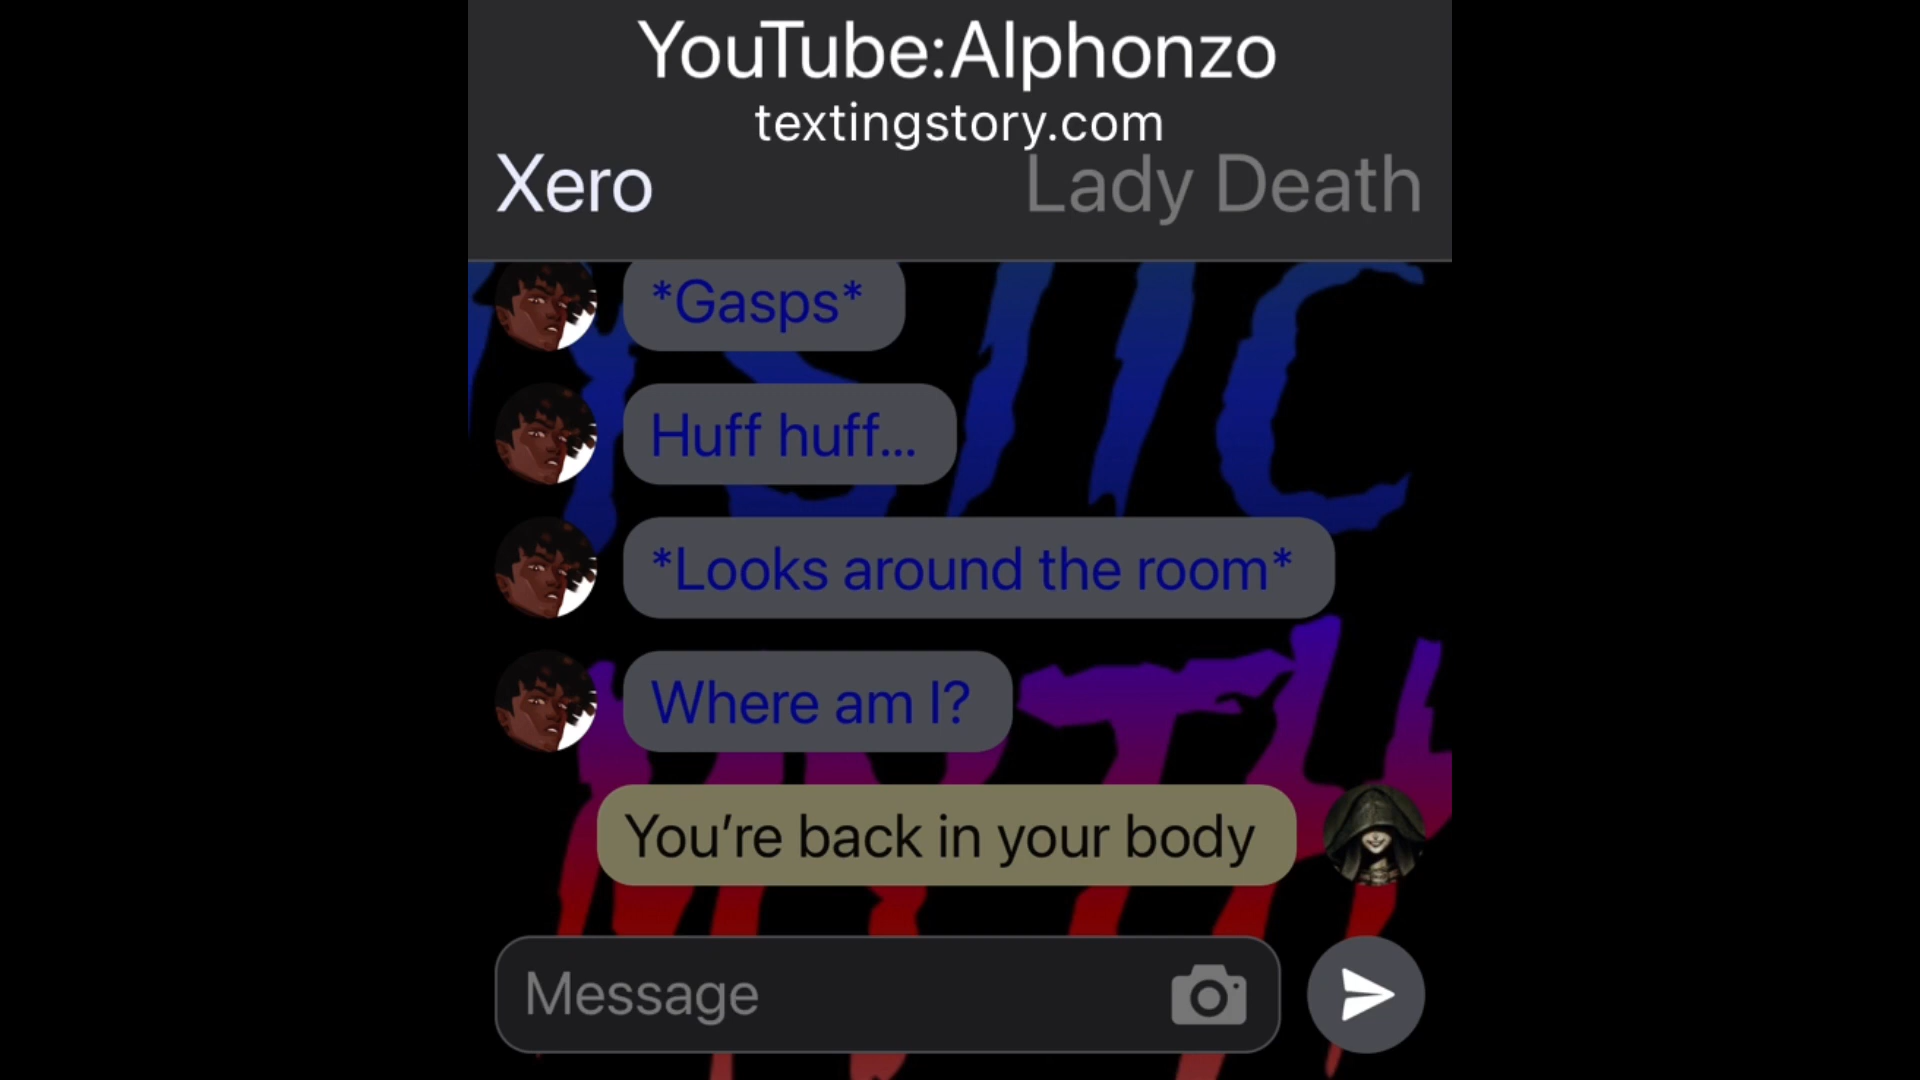 YouTube:Alphonzo
textingstory.com
Xero
Lady Death
*Gasps*
Huff huff...
*Looks around the room*
Where am I?
You’re back in your body
Message